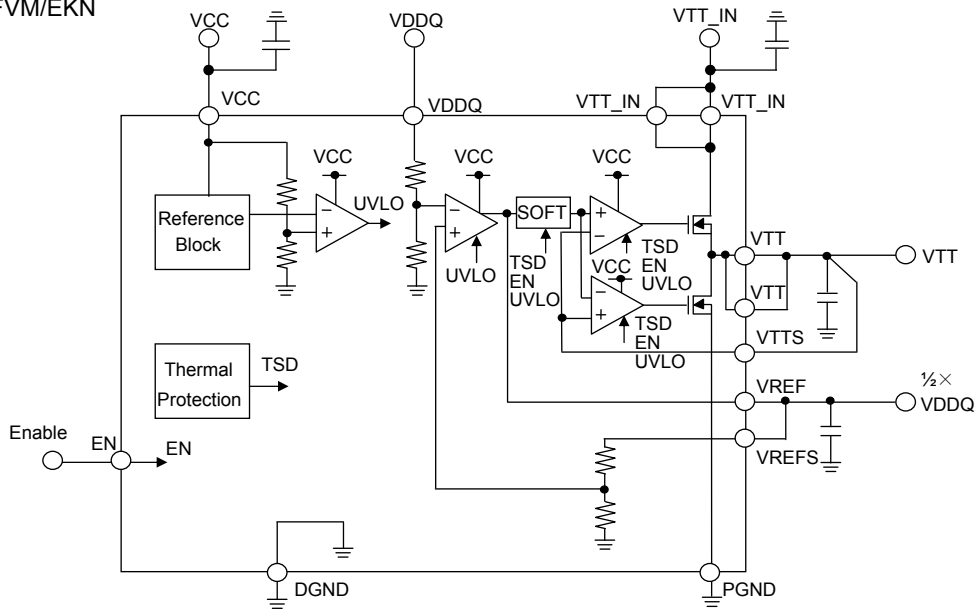 FVM/EKN
VCC
VDDQ
VTT_IN
VCC
VDDQ
VTT_IN
VTT_IN
VCC
VCC
VCC
UVLO
SOFT
Reference
Block
−
+
−
+
+
−
UVLO
TSD
EN
UVLO
TSD
EN
UVLO
VCC
−
+
TSD
EN
UVLO
VTT
VTT
VTT
VTTS
Thermal
Protection
TSD
VREF
½×
VDDQ
VREFS
Enable
EN
EN
DGND
PGND